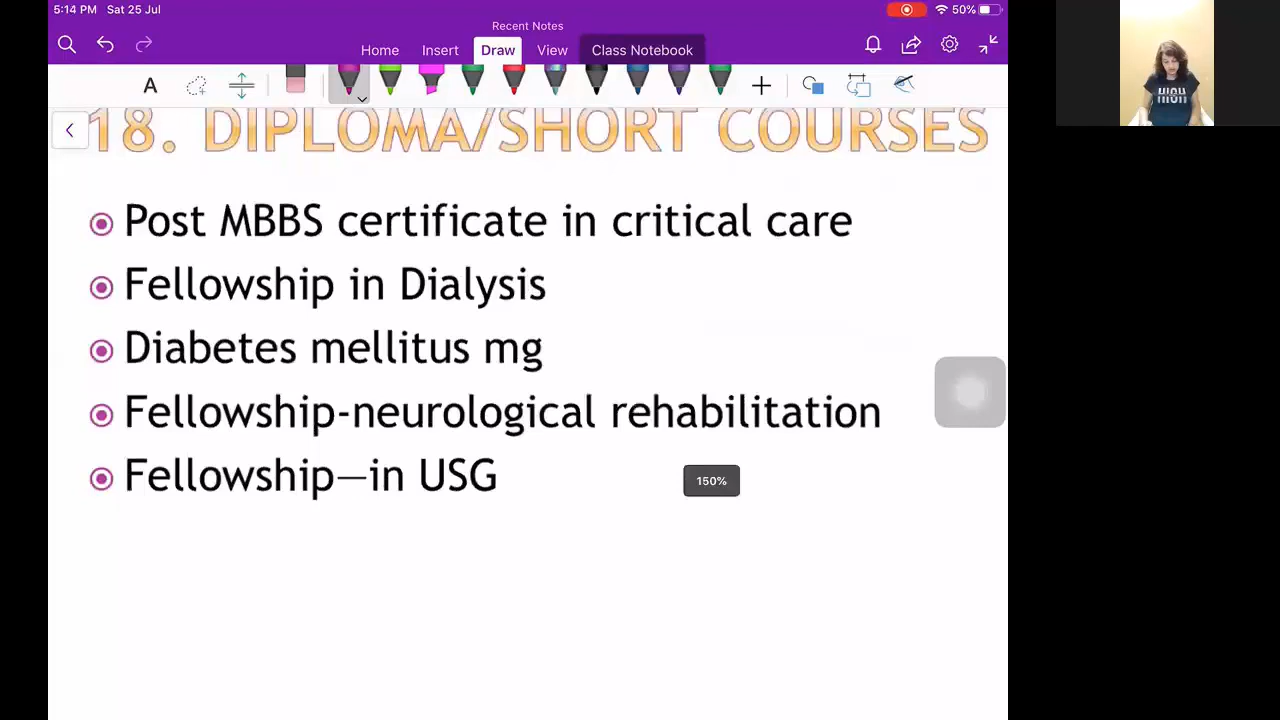 5:14 PM Sat 25 Jul
50%
Recent Notes
Home Insert Draw View Class Notebook
A
18. DIPLOMA/SHORT COURSES
Post MBBS certificate in critical care
Fellowship in Dialysis
Diabetes mellitus mg
Fellowship-neurological rehabilitation
Fellowship—in USG
150%
HIGH